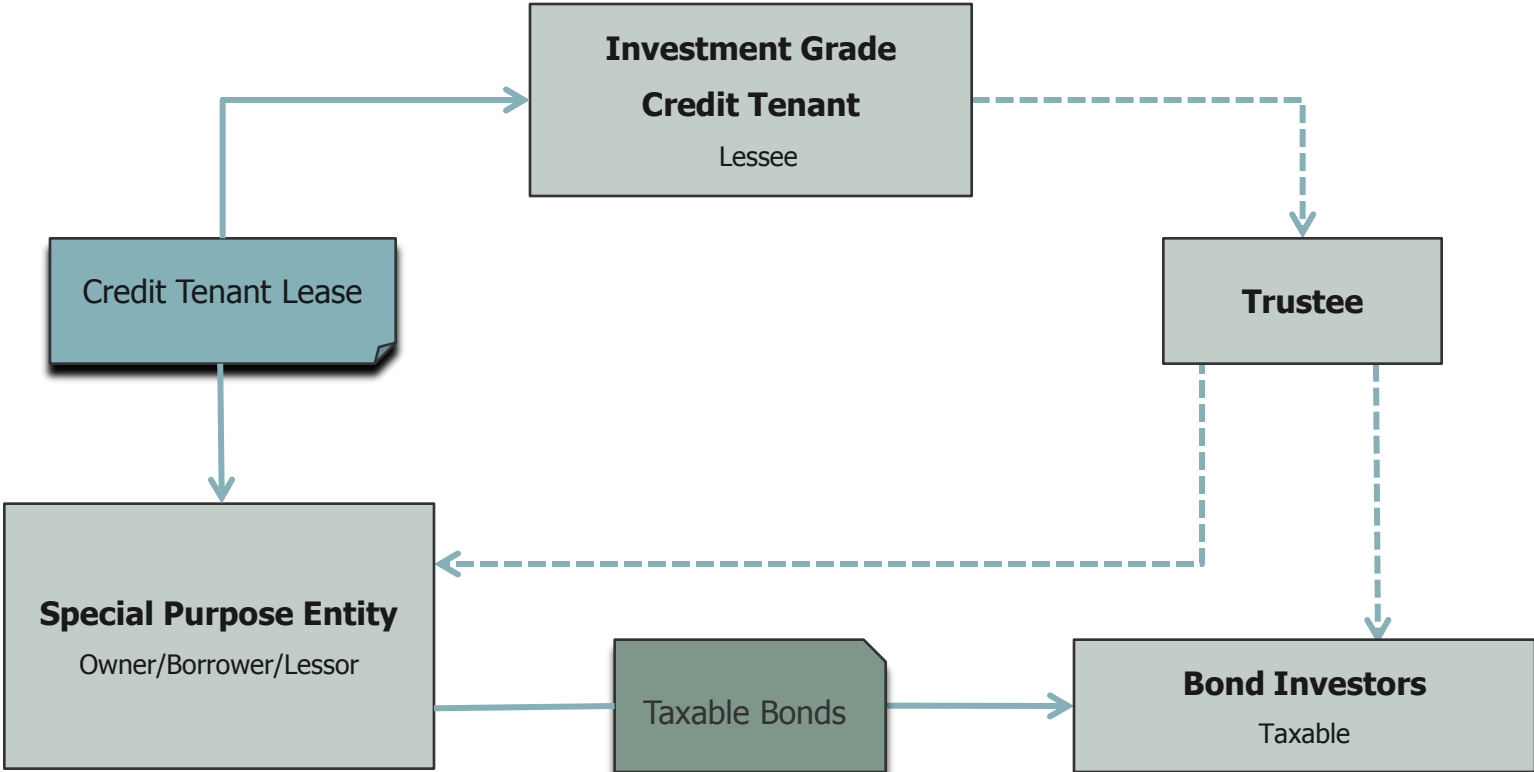 Investment Grade
Credit Tenant
Lessee
Credit Tenant Lease
Trustee
Special Purpose Entity
Owner/Borrower/Lessor
Taxable Bonds
Bond Investors
Taxable